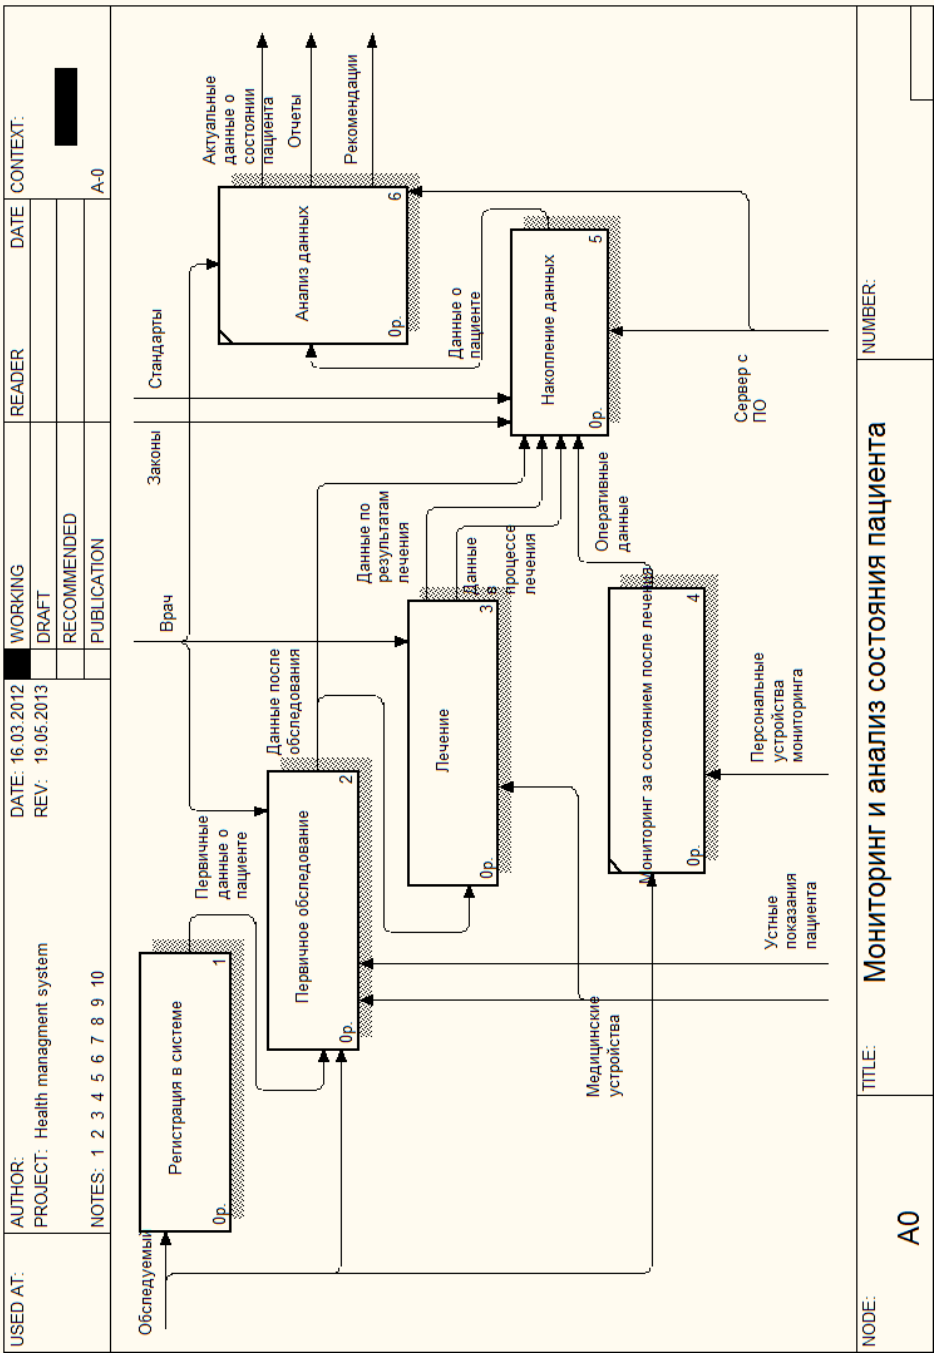 USED AT:
AUTHOR:
PROJECT: Health managment system
NOTES: 1 2 3 4 5 6 7 8 9 10
DATE: 16.03.2012
REV: 19.05.2013
WORKING
DRAFT
RECOMMENDED
PUBLICATION
READER
DATE
CONTEXT:
A-0
Обследуемый
Регистрация в системе
0р.
1
Первичные
данные о
пациенте
Первичное обследование
0р.
2
Данные после
обследования
Врач
Лечение
0р.
3
Данные по
результатам
лечения
Данные
в
процессе
лечения
Мониторинг за состоянием после лечения
0р.
4
Оперативные
данные
Законы
Стандарты
Накопление данных
0р.
5
Данные о
пациенте
Анализ данных
0р.
6
Актуальные
данные о
состоянии
пациента
Отчеты
Рекомендации
Медицинские
устройства
Устные
показания
пациента
Персональные
устройства
мониторинга
Сервер с
ПО
NODE:
A0
TITLE:
Мониторинг и анализ состояния пациента
NUMBER: